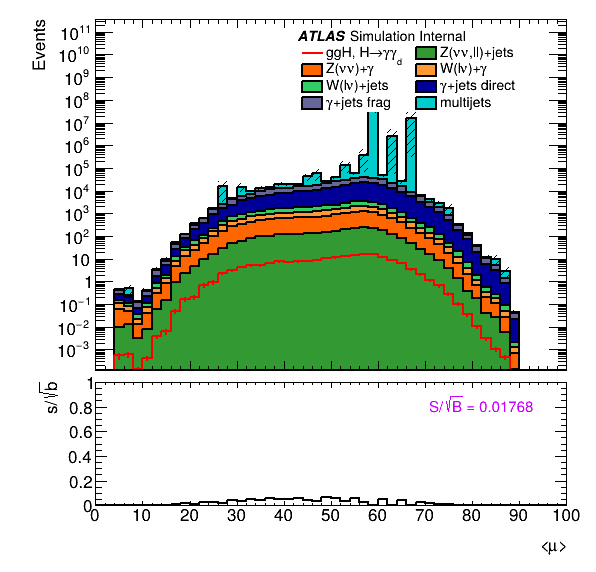 Events
10¹¹
10¹⁰
10⁹
10⁸
10⁷
10⁶
10⁵
10⁴
10³
10²
10
1
10⁻¹
10⁻²
10⁻³
ATLAS Simulation Internal
ggH, H→γγ_d
Z(νν,ll)+jets
Z(νν)+γ
W(lν)+γ
W(lν)+jets
γ+jets direct
γ+jets frag
multijets
s/√b
1
0.8
0.6
0.4
0.2
0
S/√B = 0.01768
0 10 20 30 40 50 60 70 80 90 100
<μ>